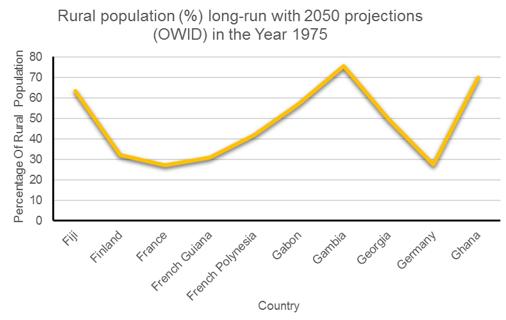 Rural population (%) long-run with 2050 projections
(OWID) in the Year 1975
Percentage Of Rural Population
80
70
60
50
40
30
20
10
0
Fiji
Finland
France
French Guiana
French Polynesia
Gabon
Gambia
Georgia
Germany
Ghana
Country